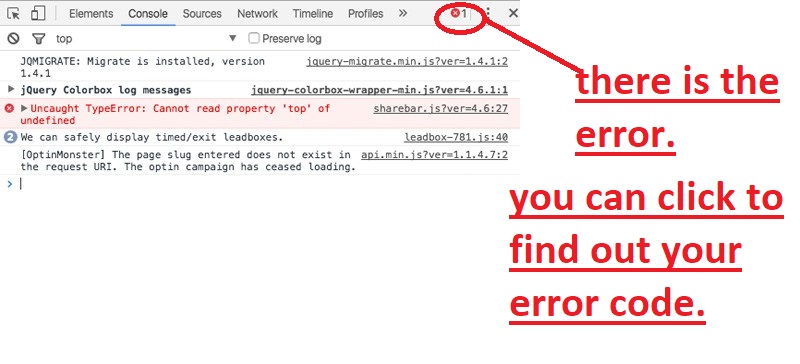 Elements Console Sources Network Timeline Profiles » 1
top Preserve log
JQMIGRATE: Migrate is installed, version jquery-migrate.min.js?ver=1.4.1:2
1.4.1
jQuery Colorbox log messages jquery-colorbox-wrapper-min.js?ver=4.6.1:1
Uncaught TypeError: Cannot read property 'top' of sharebar.js?ver=4.6:27
undefined
2 We can safely display timed/exit leadboxes. leadbox-781.js:40
[OptinMonster] The page slug entered does not exist in api.min.js?ver=1.1.4.7:2
the request URI. The optin campaign has ceased loading.
there is the
error.
you can click to
find out your
error code.